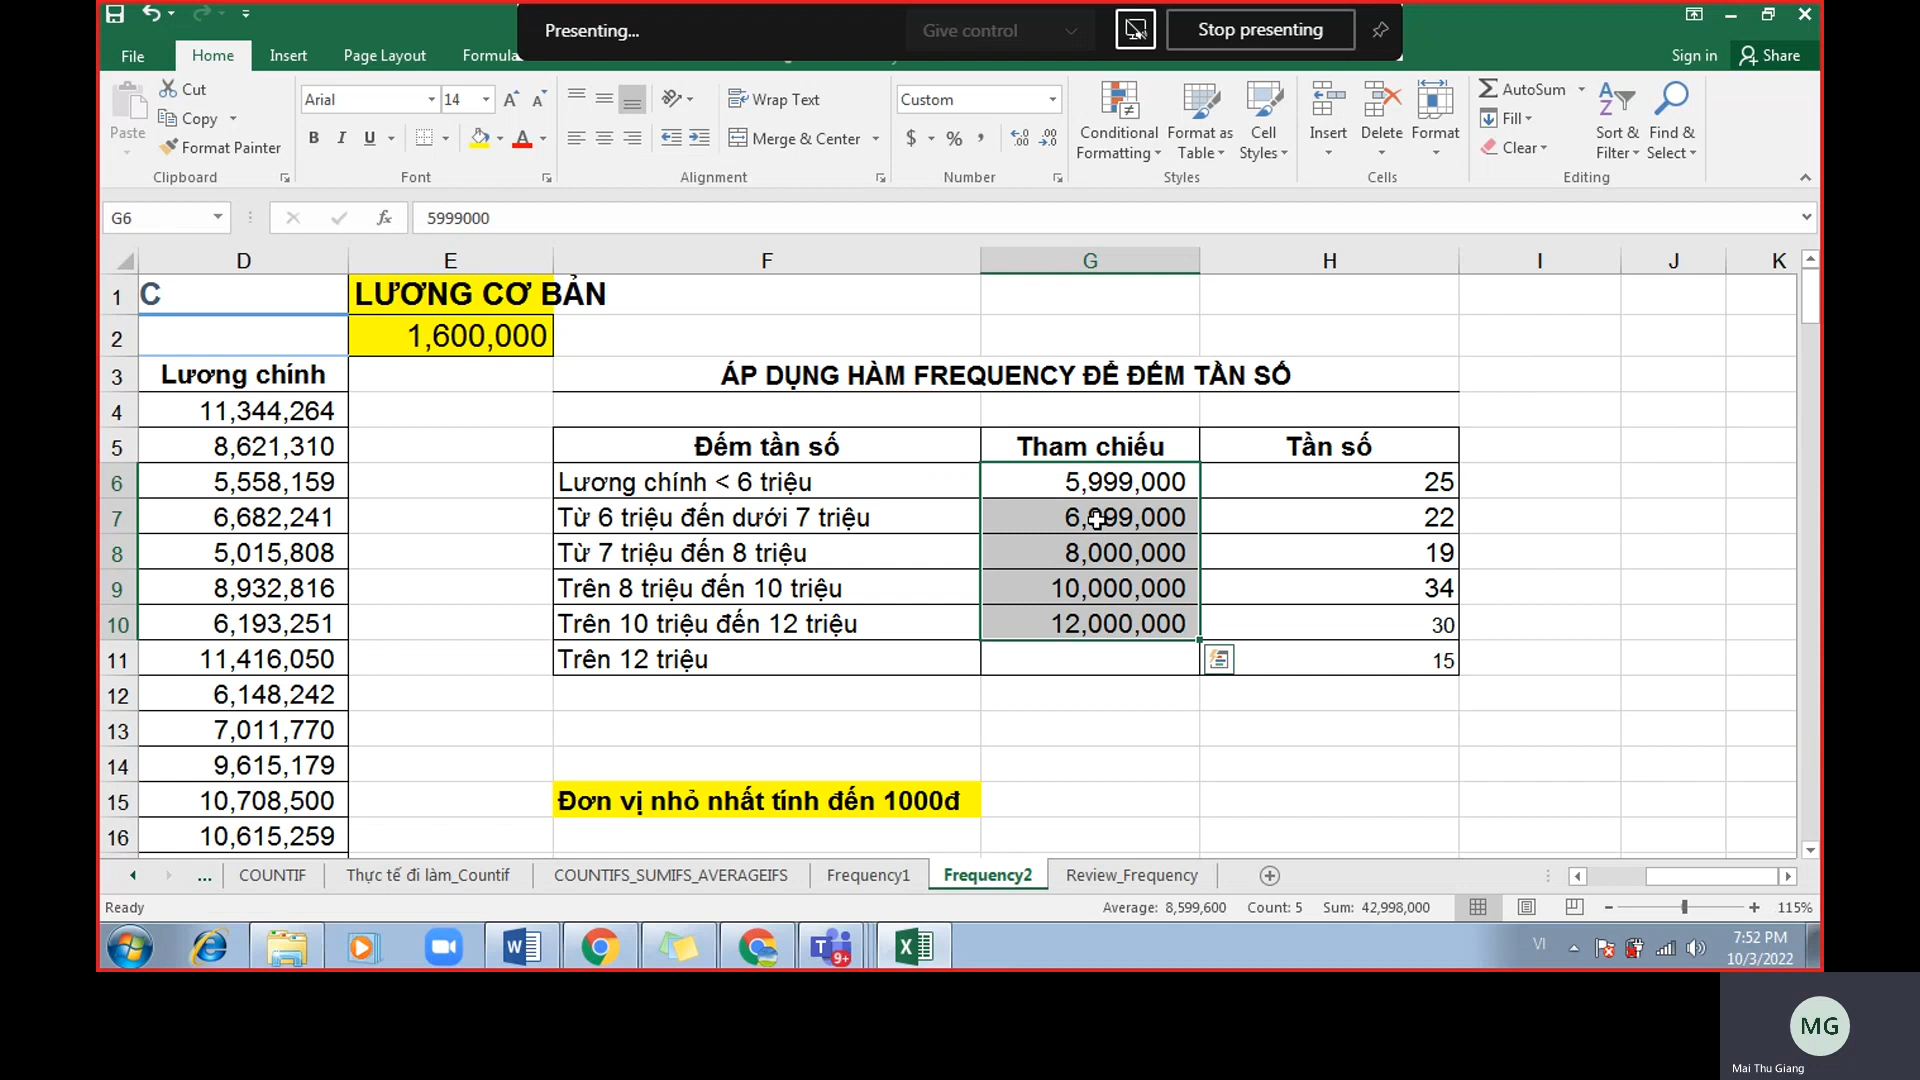 Presenting...
Give control
Stop presenting
File
Home
Insert
Page Layout
Formula
Sign in
Share
Paste
Cut
Copy
Format Painter
Clipboard
Arial
14
B I U
Font
Wrap Text
Merge & Center
Alignment
Custom
$ % ,
Number
Conditional Formatting
Format as Table
Cell Styles
Styles
Insert
Delete
Format
Cells
AutoSum
Fill
Clear
Sort & Filter
Find & Select
Editing
G6
fx
5999000
D E F G H I J K
1 C LƯƠNG CƠ BẢN
2 1,600,000
3 Lương chính ÁP DỤNG HÀM FREQUENCY ĐỂ ĐẾM TẦN SỐ
4 11,344,264
5 8,621,310 Đếm tần số Tham chiếu Tần số
6 5,558,159 Lương chính < 6 triệu 5,999,000 25
7 6,682,241 Từ 6 triệu đến dưới 7 triệu 6,999,000 22
8 5,015,808 Từ 7 triệu đến 8 triệu 8,000,000 19
9 8,932,816 Trên 8 triệu đến 10 triệu 10,000,000 34
10 6,193,251 Trên 10 triệu đến 12 triệu 12,000,000 30
11 11,416,050 Trên 12 triệu 15
12 6,148,242
13 7,011,770
14 9,615,179
15 10,708,500 Đơn vị nhỏ nhất tính đến 1000đ
16 10,615,259
... COUNTIF Thực tế đi làm_Countif COUNTIFS_SUMIFS_AVERAGEIFS Frequency1 Frequency2 Review_Frequency
Ready Average: 8,599,600 Count: 5 Sum: 42,998,000 115%
9+
VI
7:52 PM
10/3/2022
MG
Mai Thu Giang